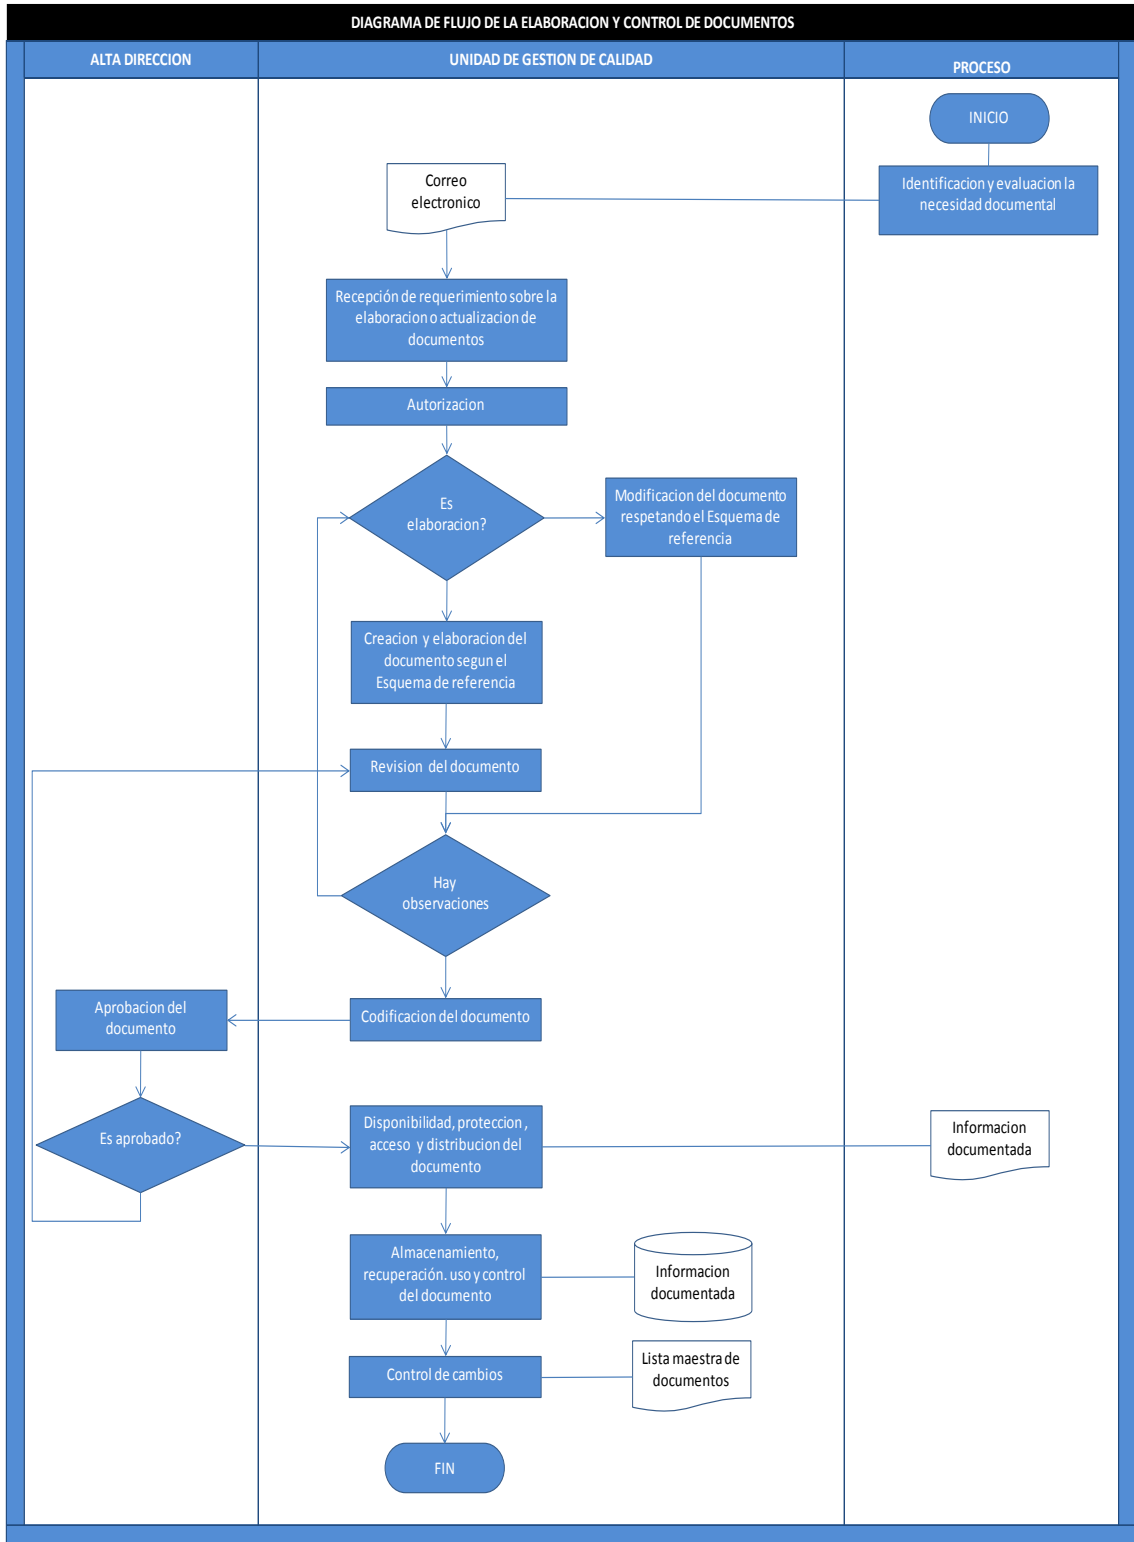 DIAGRAMA DE FLUJO DE LA ELABORACION Y CONTROL DE DOCUMENTOS
ALTA DIRECCION
UNIDAD DE GESTION DE CALIDAD
PROCESO
INICIO
Identificacion y evaluacion la
necesidad documental
Correo
electronico
Recepción de requerimiento sobre la
elaboracion o actualizacion de
documentos
Autorizacion
Es
elaboracion?
Modificacion del documento
respetando el Esquema de
referencia
Creacion y elaboracion del
documento segun el
Esquema de referencia
Revision del documento
Hay
observaciones
Codificacion del documento
Aprobacion del
documento
Es aprobado?
Disponibilidad, proteccion ,
acceso y distribucion del
documento
Informacion
documentada
Almacenamiento,
recuperación. uso y control
del documento
Informacion
documentada
Control de cambios
Lista maestra de
documentos
FIN